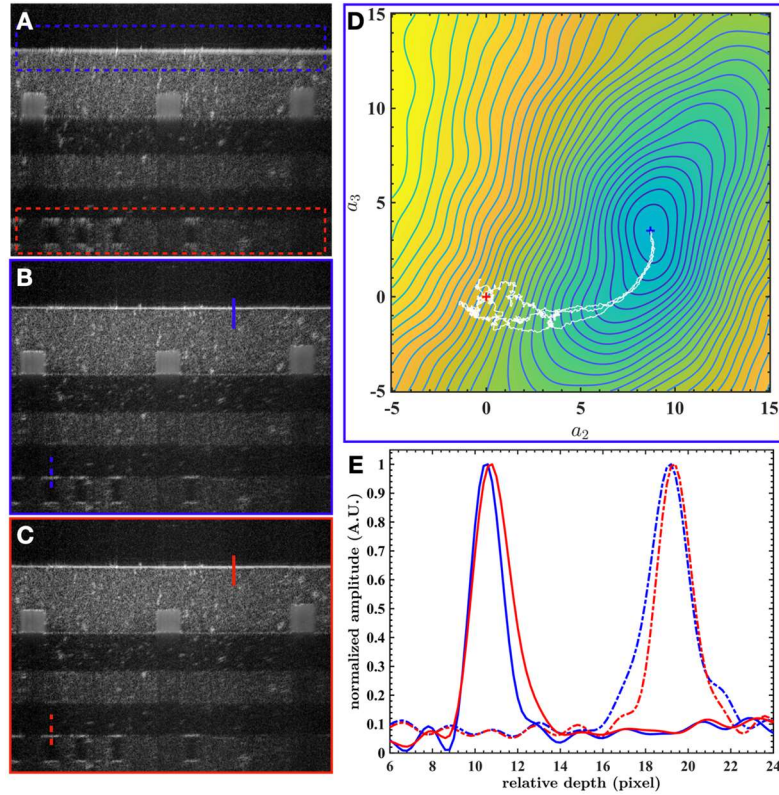 A
B
C
D
15
10
5
0
-5
a₃
-5 0 5 10 15
a₂
E
1
0.9
0.8
0.7
0.6
0.5
0.4
0.3
0.2
0.1
0
normalized amplitude (A.U.)
6 8 10 12 14 16 18 20 22 24
relative depth (pixel)